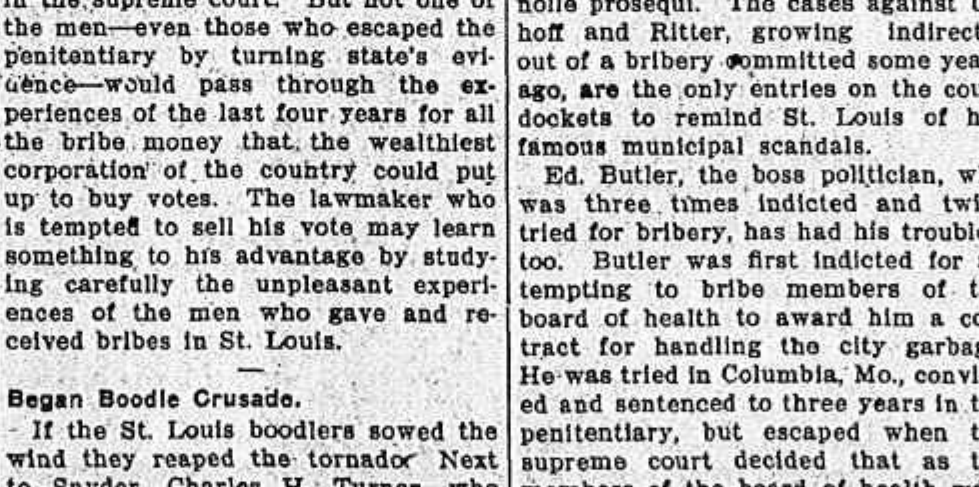 in the supreme court. But not one of
the men—even those who escaped the
penitentiary by turning state's evi-
dence—would pass through the ex-
periences of the last four years for all
the bribe money that the wealthiest
corporation of the country could put
up to buy votes. The lawmaker who
is tempted to sell his vote may learn
something to his advantage by study-
ing carefully the unpleasant experi-
ences of the men who gave and re-
ceived bribes in St. Louis.
Began Boodle Crusade.
If the St. Louis boodlers sowed the
wind they reaped the tornado. Next
to Snyder, Charles H. Turner, who
nolle prosequi. The cases against
hoff and Ritter, growing indirect
out of a bribery committed some yea
ago, are the only entries on the cou
dockets to remind St. Louis of h
famous municipal scandals.
Ed. Butler, the boss politician, w
was three times indicted and twi
tried for bribery, has had his trouble
too. Butler was first indicted for
tempting to bribe members of t
board of health to award him a co
tract for handling the city garbag
He was tried in Columbia, Mo., convi
ed and sentenced to three years in t
penitentiary, but escaped when t
supreme court decided that as t
members of the board of health